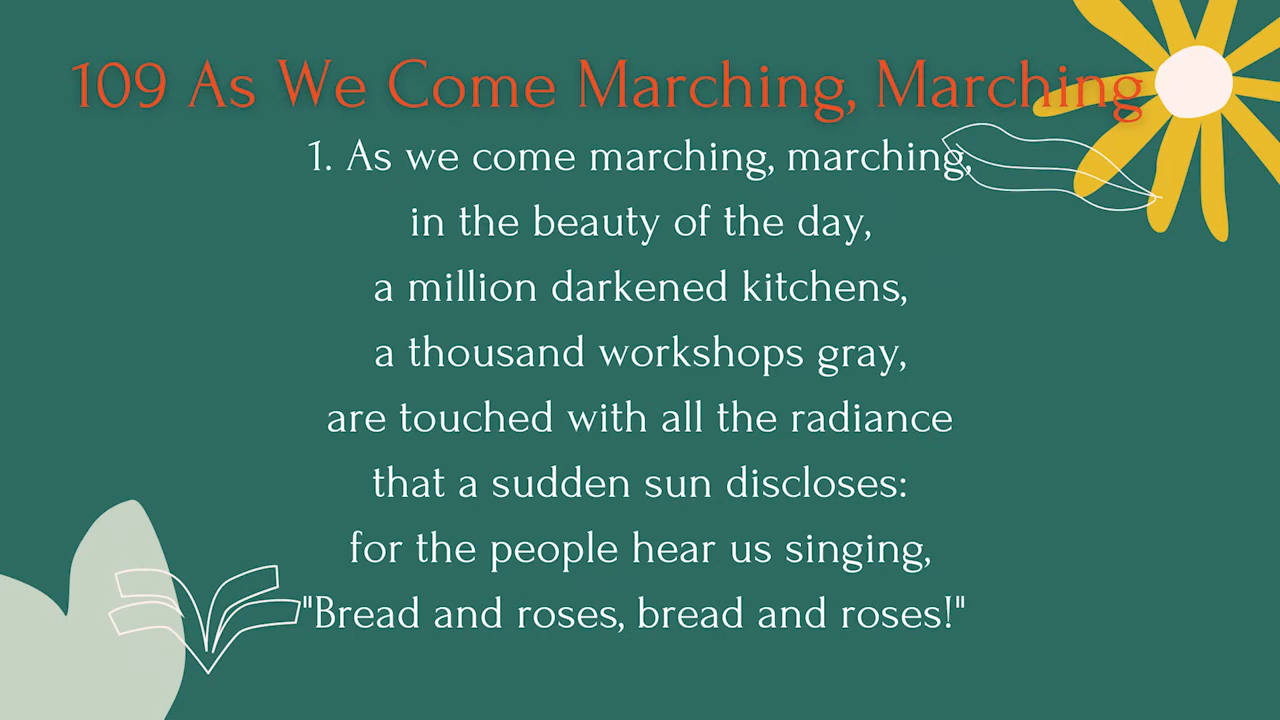 109 As We Come Marching, Marching
1. As we come marching, marching,
in the beauty of the day,
a million darkened kitchens,
a thousand workshops gray,
are touched with all the radiance
that a sudden sun discloses:
for the people hear us singing,
"Bread and roses, bread and roses!"